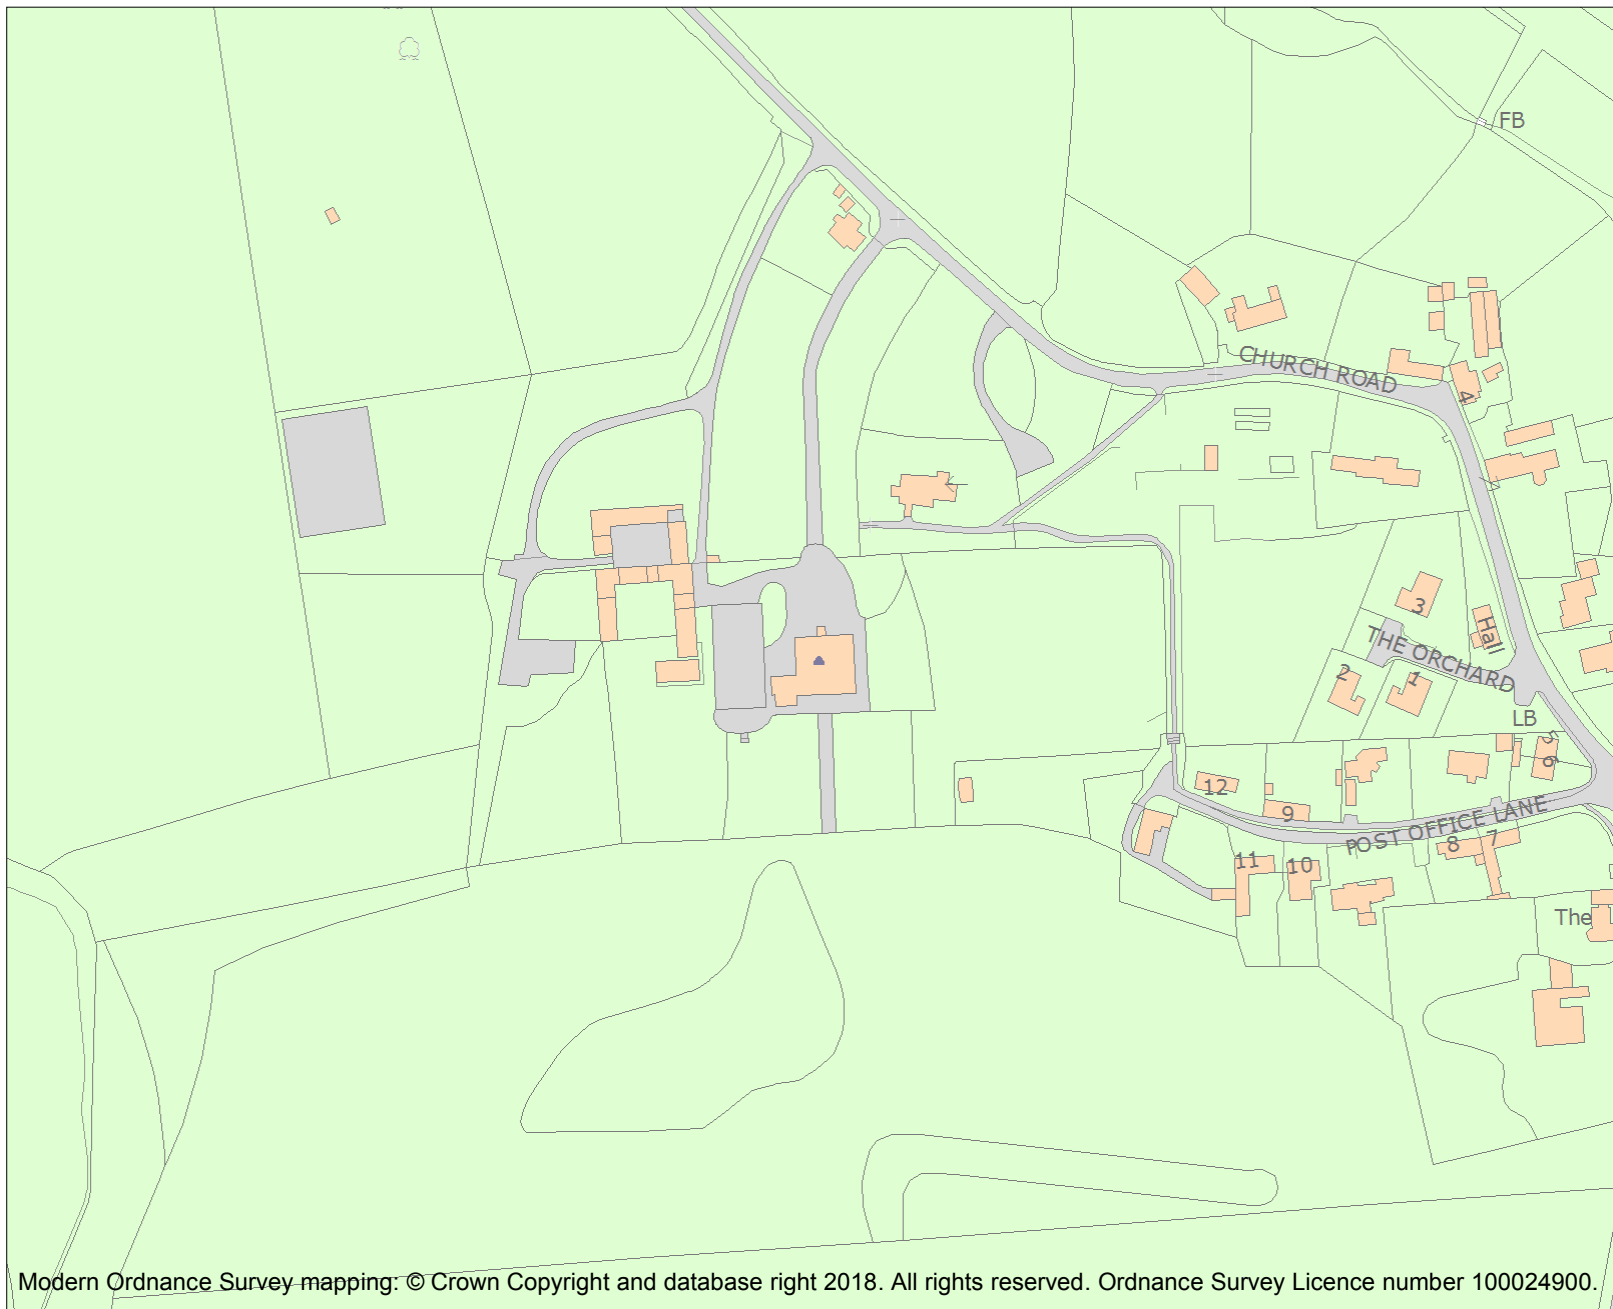 FB
CHURCH ROAD
4
3
Hall
THE ORCHARD
2
1
LB
5
6
12
9
POST OFFICE LANE
8
7
11
10
The
Modern Ordnance Survey mapping: © Crown Copyright and database right 2018. All rights reserved. Ordnance Survey Licence number 100024900.